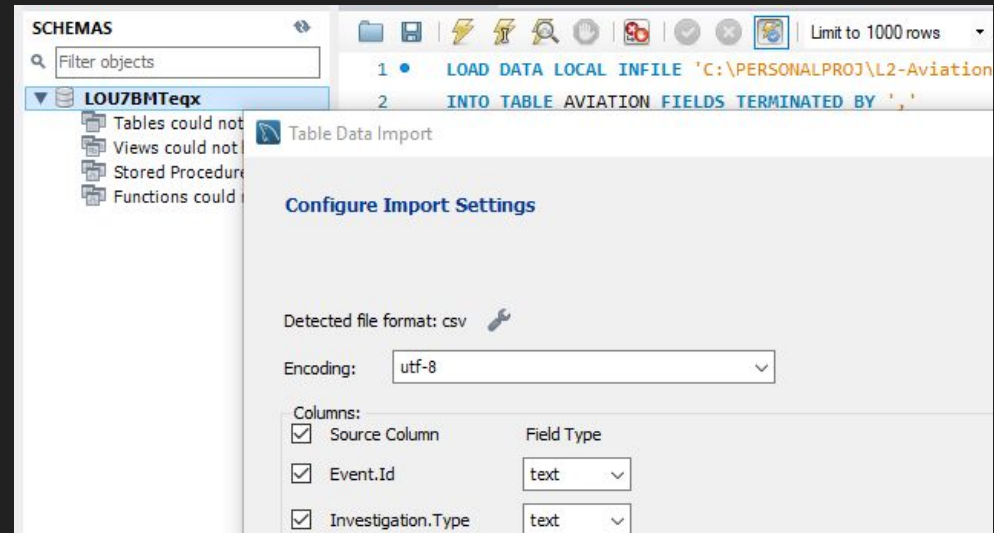 SCHEMAS
Filter objects
LOU7BMTeqx
Tables could not
Views could not
Stored Procedure
Functions could
Limit to 1000 rows
1 LOAD DATA LOCAL INFILE 'C:\PERSONALPROJ\L2-Aviation
2 INTO TABLE AVIATION FIELDS TERMINATED BY ','
Table Data Import
Configure Import Settings
Detected file format: csv
Encoding: utf-8
Columns:
Source Column Field Type
Event.Id text
Investigation.Type text